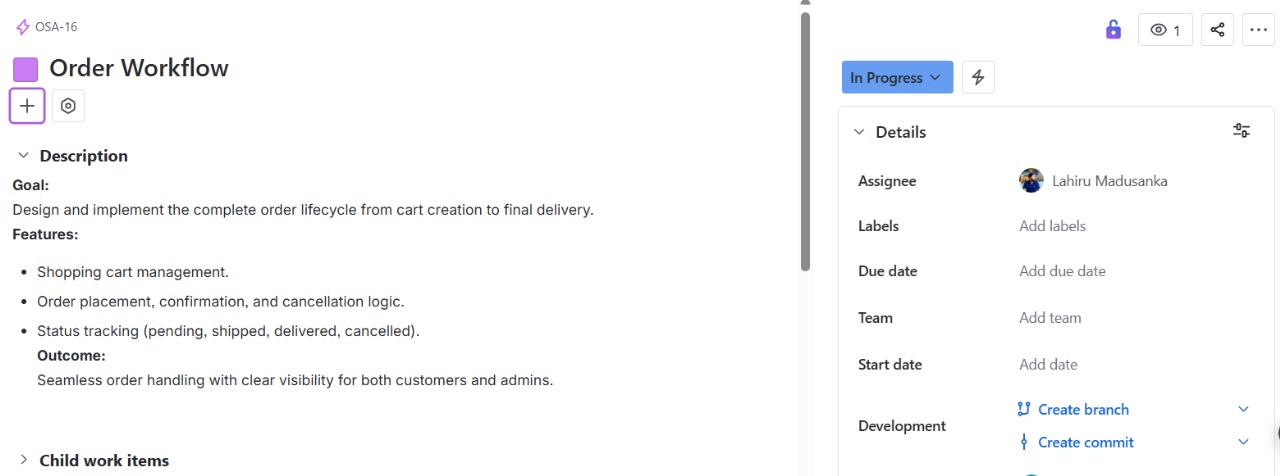 OSA-16
Order Workflow
Description
Goal:
Design and implement the complete order lifecycle from cart creation to final delivery.
Features:
• Shopping cart management.
• Order placement, confirmation, and cancellation logic.
• Status tracking (pending, shipped, delivered, cancelled).
Outcome:
Seamless order handling with clear visibility for both customers and admins.
Child work items
1
In Progress
Details
Assignee Lahiru Madusanka
Labels Add labels
Due date Add due date
Team Add team
Start date Add date
Development Create branch
Create commit